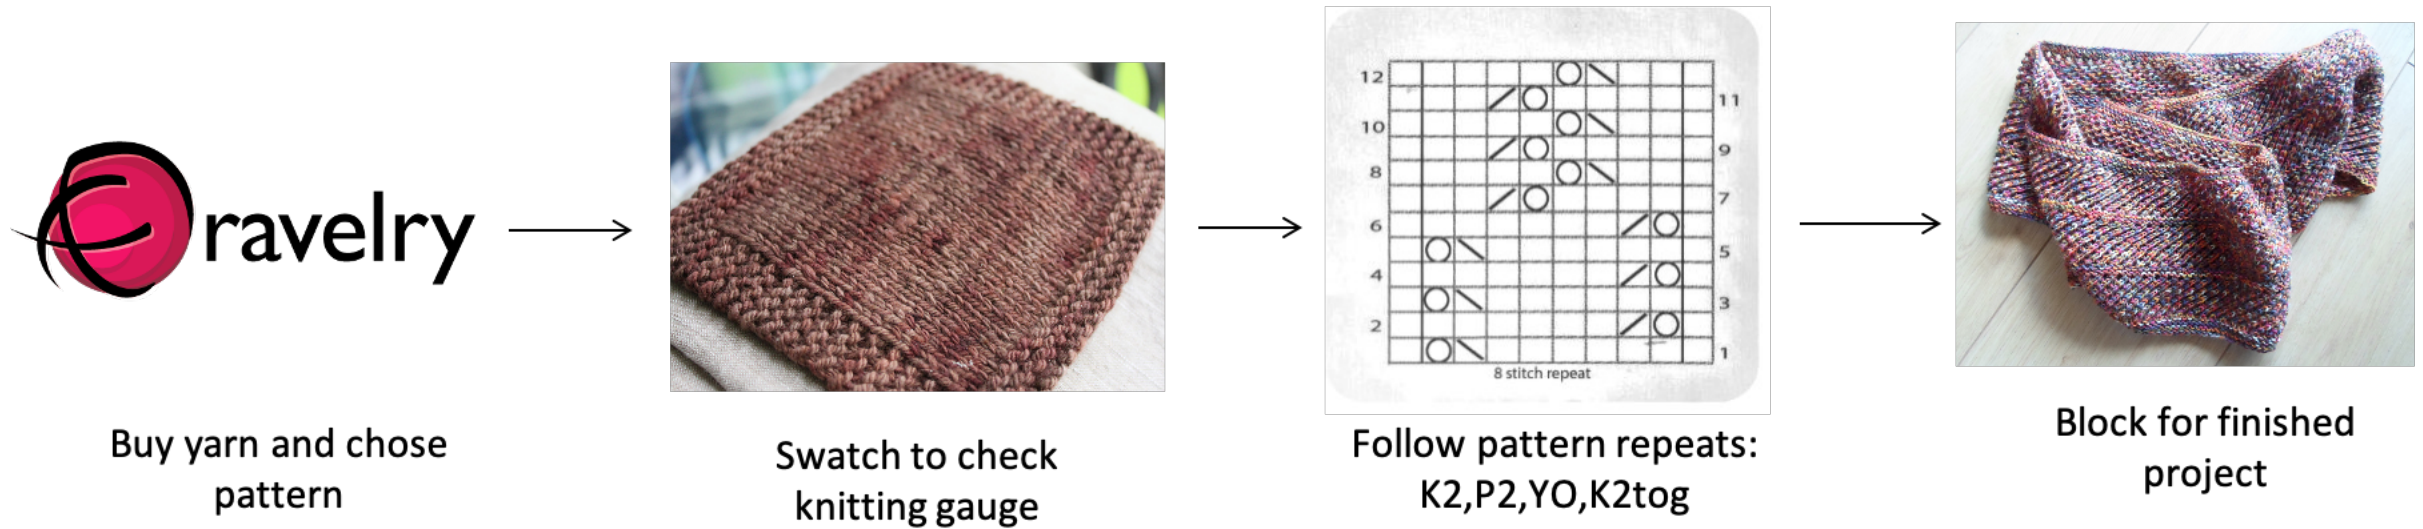 ravelry
Buy yarn and chose
pattern
Swatch to check
knitting gauge
12
11
10
9
8
7
6
5
4
3
2
1
8 stitch repeat
Follow pattern repeats:
K2,P2,YO,K2tog
Block for finished
project